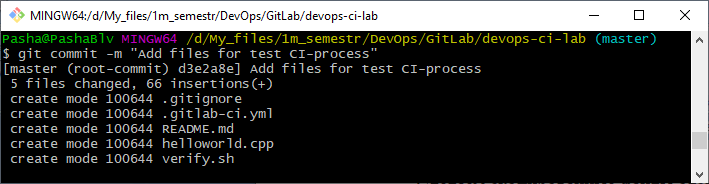 MINGW64:/d/My_files/1m_semestr/DevOps/GitLab/devops-ci-lab
Pasha@PashaBlv MINGW64 /d/My_files/1m_semestr/DevOps/GitLab/devops-ci-lab (master)
$ git commit -m "Add files for test CI-process"
[master (root-commit) d3e2a8e] Add files for test CI-process
 5 files changed, 66 insertions(+)
 create mode 100644 .gitignore
 create mode 100644 .gitlab-ci.yml
 create mode 100644 README.md
 create mode 100644 helloworld.cpp
 create mode 100644 verify.sh